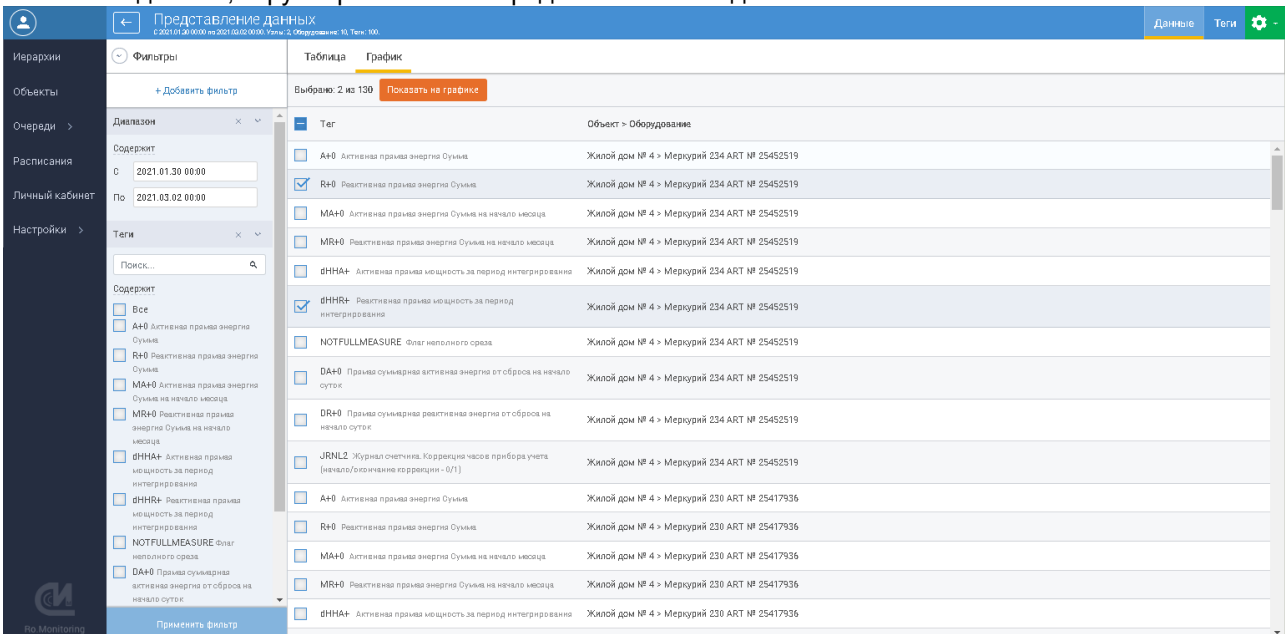 Представление данных
С 2021.01.30 00:00 по 2021.03.02 00:00. Узлы: 2, Оборудование: 10, Теги: 100.
Данные Теги
Иерархии
Объекты
Очереди >
Расписания
Личный кабинет
Настройки >
Ro Monitoring
Фильтры
+ Добавить фильтр
Диапазон
Содержит
С 2021.01.30 00:00
По 2021.03.02 00:00
Теги
Поиск...
Содержит
Все
A+0 Активная прямая энергия
Сумма
R+0 Реактивная прямая энергия
Сумма
MA+0 Активная прямая энергия
Сумма на начало месяца
MR+0 Реактивная прямая
энергия Сумма на начало
месяца
dHHA+ Активная прямая
мощность за период
интегрирования
dHHR+ Реактивная прямая
мощность за период
интегрирования
NOTFULLMEASURE Флаг
неполного среза
DA+0 Прямая суммарная
активная энергия от сброса на
начало суток
Применить фильтр
Таблица График
Выбрано: 2 из 130 Показать на графике
Тег Объект > Оборудование
A+0 Активная прямая энергия Сумма Жилой дом № 4 > Меркурий 234 ART № 25452519
R+0 Реактивная прямая энергия Сумма Жилой дом № 4 > Меркурий 234 ART № 25452519
MA+0 Активная прямая энергия Сумма на начало месяца Жилой дом № 4 > Меркурий 234 ART № 25452519
MR+0 Реактивная прямая энергия Сумма на начало месяца Жилой дом № 4 > Меркурий 234 ART № 25452519
dHHA+ Активная прямая мощность за период интегрирования Жилой дом № 4 > Меркурий 234 ART № 25452519
dHHR+ Реактивная прямая мощность за период
интегрирования Жилой дом № 4 > Меркурий 234 ART № 25452519
NOTFULLMEASURE Флаг неполного среза Жилой дом № 4 > Меркурий 234 ART № 25452519
DA+0 Прямая суммарная активная энергия от сброса на начало
суток Жилой дом № 4 > Меркурий 234 ART № 25452519
DR+0 Прямая суммарная реактивная энергия от сброса на
начало суток Жилой дом № 4 > Меркурий 234 ART № 25452519
JRNL2 Журнал счетчика. Коррекция часов прибора учета
(начало/окончание коррекции - 0/1) Жилой дом № 4 > Меркурий 234 ART № 25452519
A+0 Активная прямая энергия Сумма Жилой дом № 4 > Меркурий 230 ART № 25417936
R+0 Реактивная прямая энергия Сумма Жилой дом № 4 > Меркурий 230 ART № 25417936
MA+0 Активная прямая энергия Сумма на начало месяца Жилой дом № 4 > Меркурий 230 ART № 25417936
MR+0 Реактивная прямая энергия Сумма на начало месяца Жилой дом № 4 > Меркурий 230 ART № 25417936
dHHA+ Активная прямая мощность за период интегрирования Жилой дом № 4 > Меркурий 230 ART № 25417936